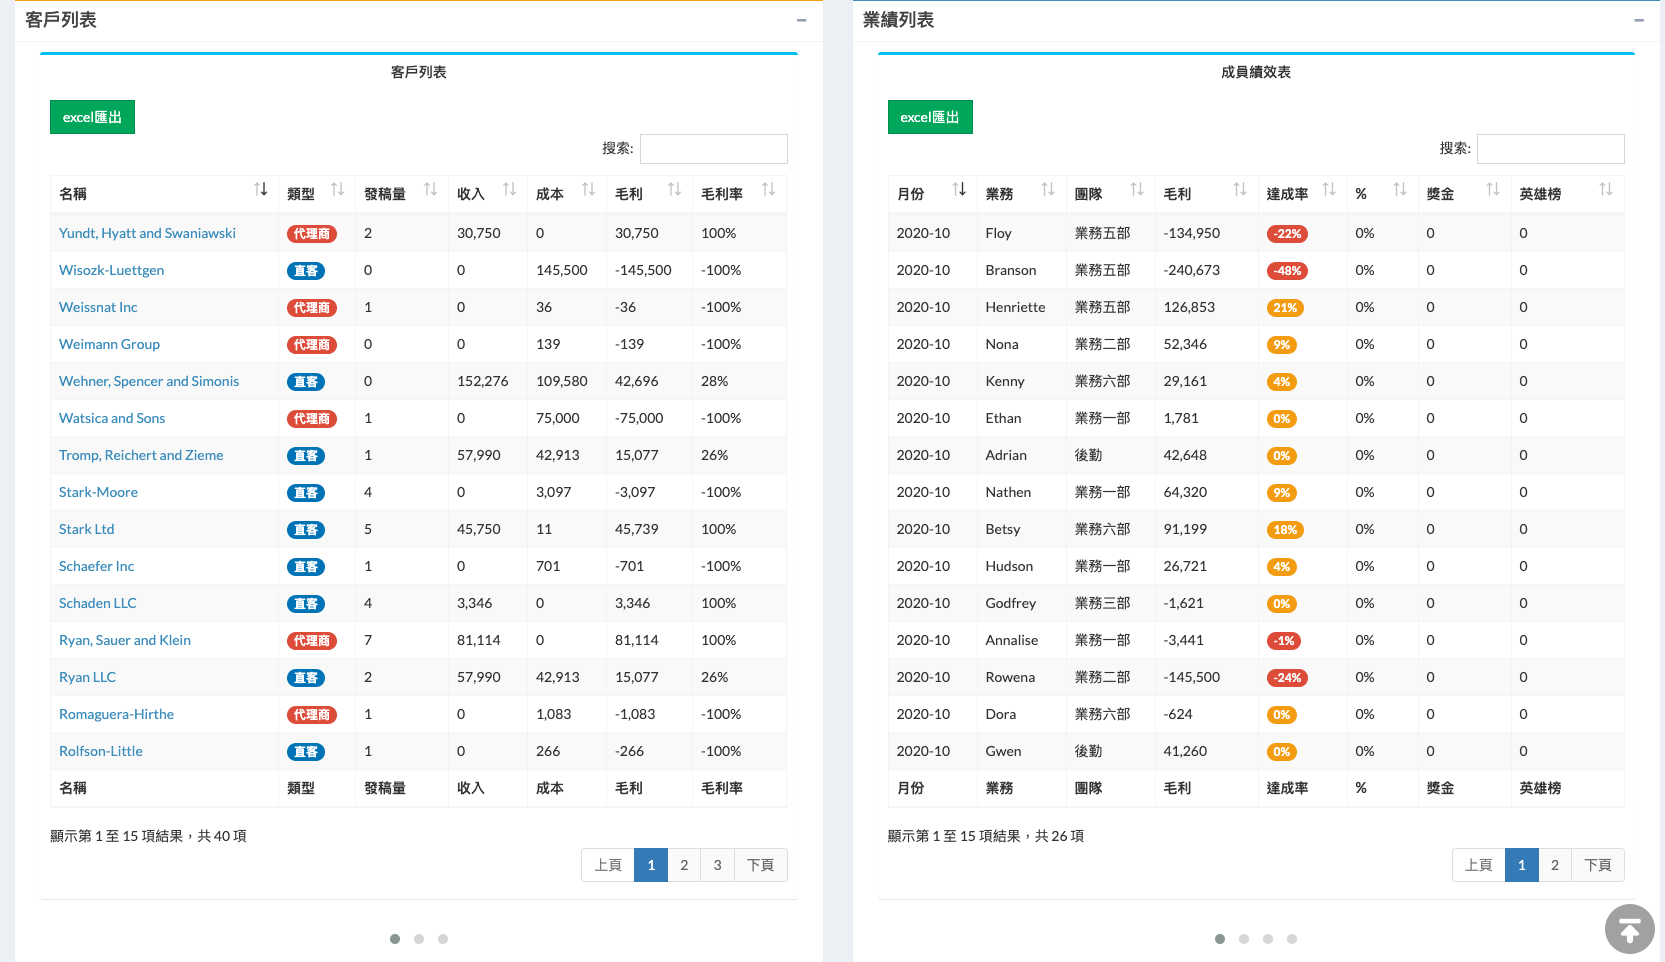 客戶列表
客戶列表
excel匯出
搜索:
名稱 類型 發稿量 收入 成本 毛利 毛利率
Yundt, Hyatt and Swaniawski 代理商 2 30,750 0 30,750 100%
Wisozk-Luettgen 直客 0 0 145,500 -145,500 -100%
Weissnat Inc 代理商 1 0 36 -36 -100%
Weimann Group 代理商 0 0 139 -139 -100%
Wehner, Spencer and Simonis 直客 0 152,276 109,580 42,696 28%
Watsica and Sons 代理商 1 0 75,000 -75,000 -100%
Tromp, Reichert and Zieme 直客 1 57,990 42,913 15,077 26%
Stark-Moore 直客 4 0 3,097 -3,097 -100%
Stark Ltd 直客 5 45,750 11 45,739 100%
Schaefer Inc 直客 1 0 701 -701 -100%
Schaden LLC 直客 4 3,346 0 3,346 100%
Ryan, Sauer and Klein 代理商 7 81,114 0 81,114 100%
Ryan LLC 直客 2 57,990 42,913 15,077 26%
Romaguera-Hirthe 代理商 1 0 1,083 -1,083 -100%
Rolfson-Little 直客 1 0 266 -266 -100%
名稱 類型 發稿量 收入 成本 毛利 毛利率
顯示第 1 至 15 項結果，共 40 項
上頁 1 2 3 下頁
業績列表
成員績效表
excel匯出
搜索:
月份 業務 團隊 毛利 達成率 % 獎金 英雄榜
2020-10 Floy 業務五部 -134,950 -22% 0% 0 0
2020-10 Branson 業務五部 -240,673 -48% 0% 0 0
2020-10 Henriette 業務五部 126,853 21% 0% 0 0
2020-10 Nona 業務二部 52,346 9% 0% 0 0
2020-10 Kenny 業務六部 29,161 4% 0% 0 0
2020-10 Ethan 業務一部 1,781 0% 0% 0 0
2020-10 Adrian 後勤 42,648 0% 0% 0 0
2020-10 Nathen 業務一部 64,320 9% 0% 0 0
2020-10 Betsy 業務六部 91,199 18% 0% 0 0
2020-10 Hudson 業務一部 26,721 4% 0% 0 0
2020-10 Godfrey 業務三部 -1,621 0% 0% 0 0
2020-10 Annalise 業務一部 -3,441 -1% 0% 0 0
2020-10 Rowena 業務二部 -145,500 -24% 0% 0 0
2020-10 Dora 業務六部 -624 0% 0% 0 0
2020-10 Gwen 後勤 41,260 0% 0% 0 0
月份 業務 團隊 毛利 達成率 % 獎金 英雄榜
顯示第 1 至 15 項結果，共 26 項
上頁 1 2 下頁